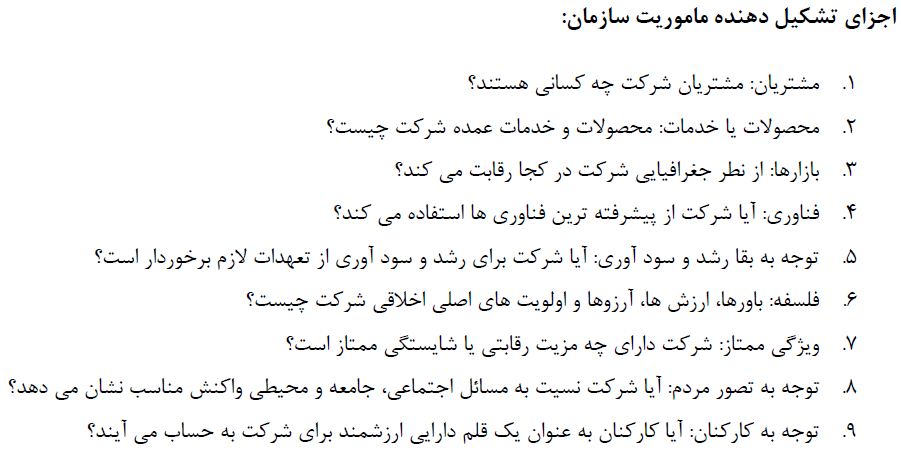 اجزای تشکیل دهنده ماموریت سازمان:
۱. مشتریان: مشتریان شرکت چه کسانی هستند؟
۲. محصولات یا خدمات: محصولات و خدمات عمده شرکت چیست؟
۳. بازارها: از نطر جغرافیایی شرکت در کجا رقابت می کند؟
۴. فناوری: آیا شرکت از پیشرفته ترین فناوری ها استفاده می کند؟
۵. توجه به بقا رشد و سود آوری: آیا شرکت برای رشد و سود آوری از تعهدات لازم برخوردار است؟
۶. فلسفه: باورها، ارزش ها، آرزوها و اولویت های اصلی اخلاقی شرکت چیست؟
۷. ویژگی ممتاز: شرکت دارای چه مزیت رقابتی یا شایستگی ممتاز است؟
۸. توجه به تصور مردم: آیا شرکت نسیت به مسائل اجتماعی، جامعه و محیطی واکنش مناسب نشان می دهد؟
۹. توجه به کارکنان: آیا کارکنان به عنوان یک قلم دارایی ارزشمند برای شرکت به حساب می آیند؟